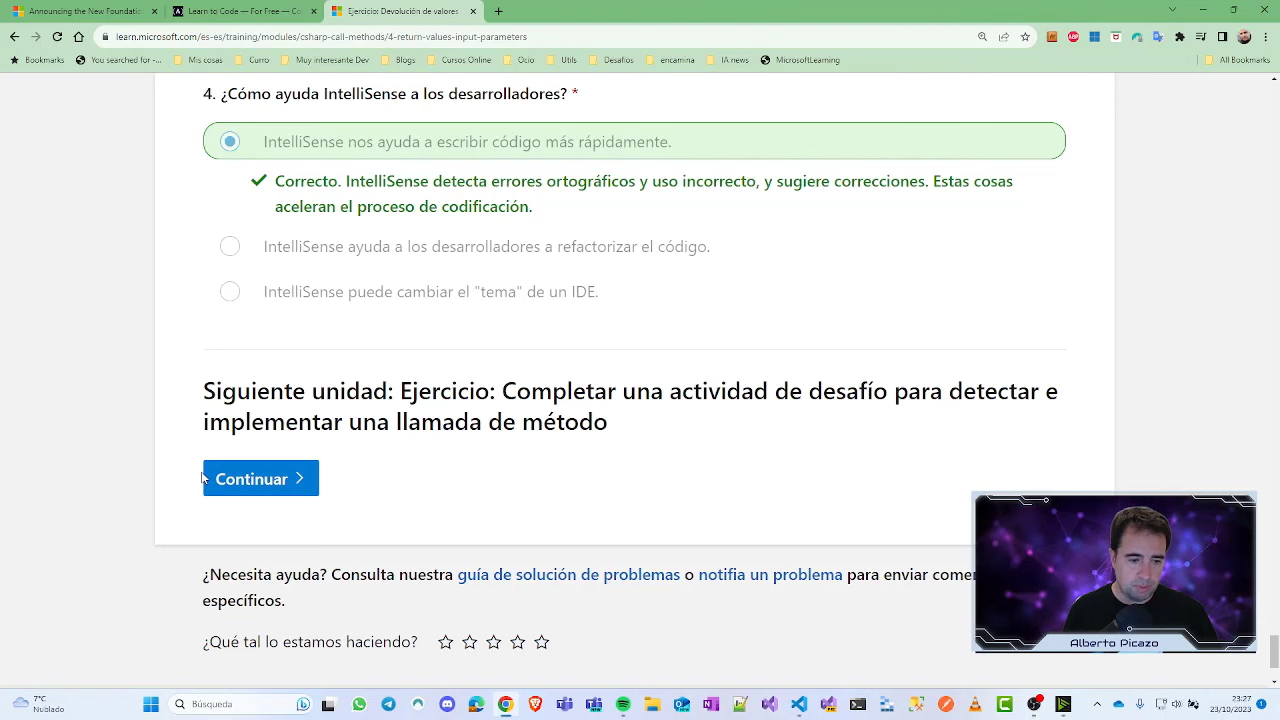 Announcing the New Foundatic
Learn to Code — For Free — Co
Ejercicio: Devolución de valores
learn.microsoft.com/es-es/training/modules/csharp-call-methods/4-return-values-input-parameters
Bookmarks
You searched for -...
Mis cosas
Curro
Muy interesante Dev
Blogs
Cursos Online
Ocio
Utils
Desafios
encamina
IA news
MicrosoftLearning
All Bookmarks
4. ¿Cómo ayuda IntelliSense a los desarrolladores? *
IntelliSense nos ayuda a escribir código más rápidamente.
Correcto. IntelliSense detecta errores ortográficos y uso incorrecto, y sugiere correcciones. Estas cosas
aceleran el proceso de codificación.
IntelliSense ayuda a los desarrolladores a refactorizar el código.
IntelliSense puede cambiar el "tema" de un IDE.
Siguiente unidad: Ejercicio: Completar una actividad de desafío para detectar e
implementar una llamada de método
Continuar
¿Necesita ayuda? Consulta nuestra guía de solución de problemas o notifia un problema para enviar come
específicos.
¿Qué tal lo estamos haciendo?
Alberto Picazo
7°C
Nublado
Búsqueda
23:27
23/10/2023